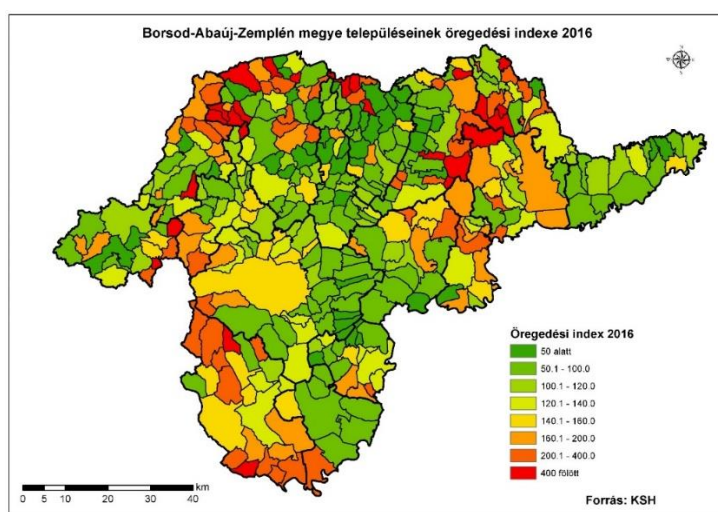 Borsod-Abaúj-Zemplén megye településeinek öregedési indexe 2016
Öregedési index 2016
50 alatt
50.1 - 100.0
100.1 - 120.0
120.1 - 140.0
140.1 - 160.0
160.1 - 200.0
200.1 - 400.0
400 fölött
km
0 5 10 20 30 40
Forrás: KSH